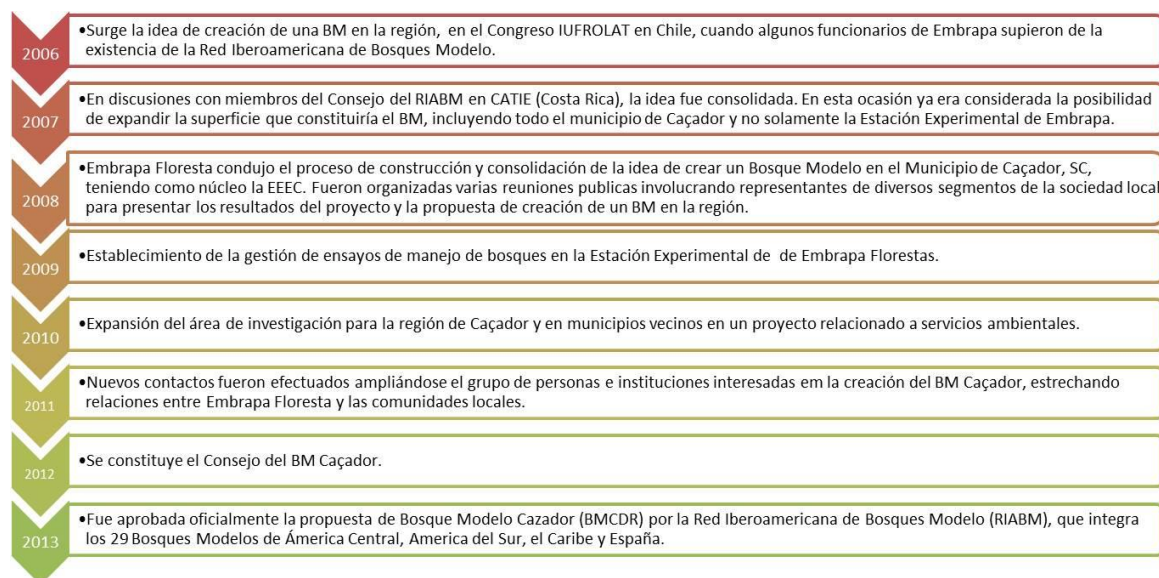 2006
•Surge la idea de creación de una BM en la región, en el Congreso IUFROLAT en Chile, cuando algunos funcionarios de Embrapa supieron de la
existencia de la Red Iberoamericana de Bosques Modelo.
2007
•En discusiones con miembros del Consejo del RIABM en CATIE (Costa Rica), la idea fue consolidada. En esta ocasión ya era considerada la posibilidad
de expandir la superficie que constituiría el BM, incluyendo todo el municipio de Caçador y no solamente la Estación Experimental de Embrapa.
2008
•Embrapa Floresta condujo el proceso de construcción y consolidación de la idea de crear un Bosque Modelo en el Municipio de Caçador, SC,
teniendo como núcleo la EEEC. Fueron organizadas varias reuniones publicas involucrando representantes de diversos segmentos de la sociedad local
para presentar los resultados del proyecto y la propuesta de creación de un BM en la región.
2009
•Establecimiento de la gestión de ensayos de manejo de bosques en la Estación Experimental de de Embrapa Florestas.
2010
•Expansión del área de investigación para la región de Caçador y en municipios vecinos en un proyecto relacionado a servicios ambientales.
2011
•Nuevos contactos fueron efectuados ampliándose el grupo de personas e instituciones interesadas em la creación del BM Caçador, estrechando
relaciones entre Embrapa Floresta y las comunidades locales.
2012
•Se constituye el Consejo del BM Caçador.
2013
•Fue aprobada oficialmente la propuesta de Bosque Modelo Cazador (BMCDR) por la Red Iberoamericana de Bosques Modelo (RIABM), que integra
los 29 Bosques Modelos de Ámerica Central, America del Sur, el Caribe y España.